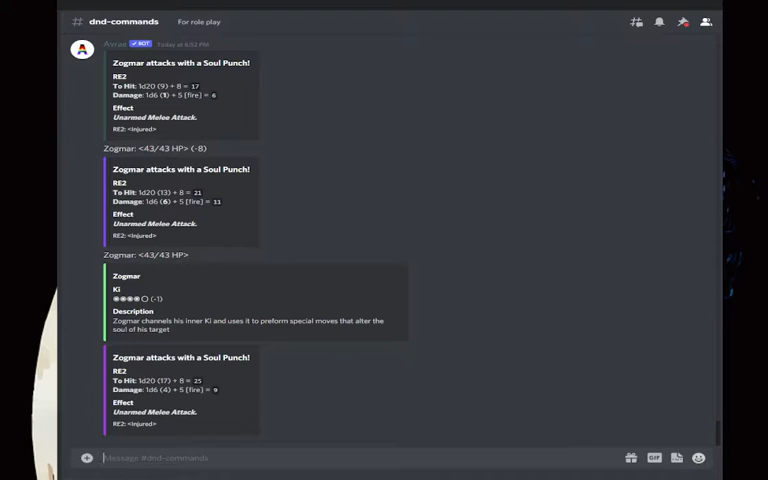 # dnd-commands For role play
Avrae BOT Today at 6:52 PM
Zogmar attacks with a Soul Punch!
RE2
To Hit: 1d20 (9) + 8 = 17
Damage: 1d6 (1) + 5 [fire] = 6
Effect
Unarmed Melee Attack.
RE2: <Injured>
Zogmar: <43/43 HP> (-8)
Zogmar attacks with a Soul Punch!
RE2
To Hit: 1d20 (13) + 8 = 21
Damage: 1d6 (6) + 5 [fire] = 11
Effect
Unarmed Melee Attack.
RE2: <Injured>
Zogmar: <43/43 HP>
Zogmar
Ki
◉◉◉◉〇 (-1)
Description
Zogmar channels his inner Ki and uses it to preform special moves that alter the
soul of his target
Zogmar attacks with a Soul Punch!
RE2
To Hit: 1d20 (17) + 8 = 25
Damage: 1d6 (4) + 5 [fire] = 9
Effect
Unarmed Melee Attack.
RE2: <Injured>
Message #dnd-commands
GIF